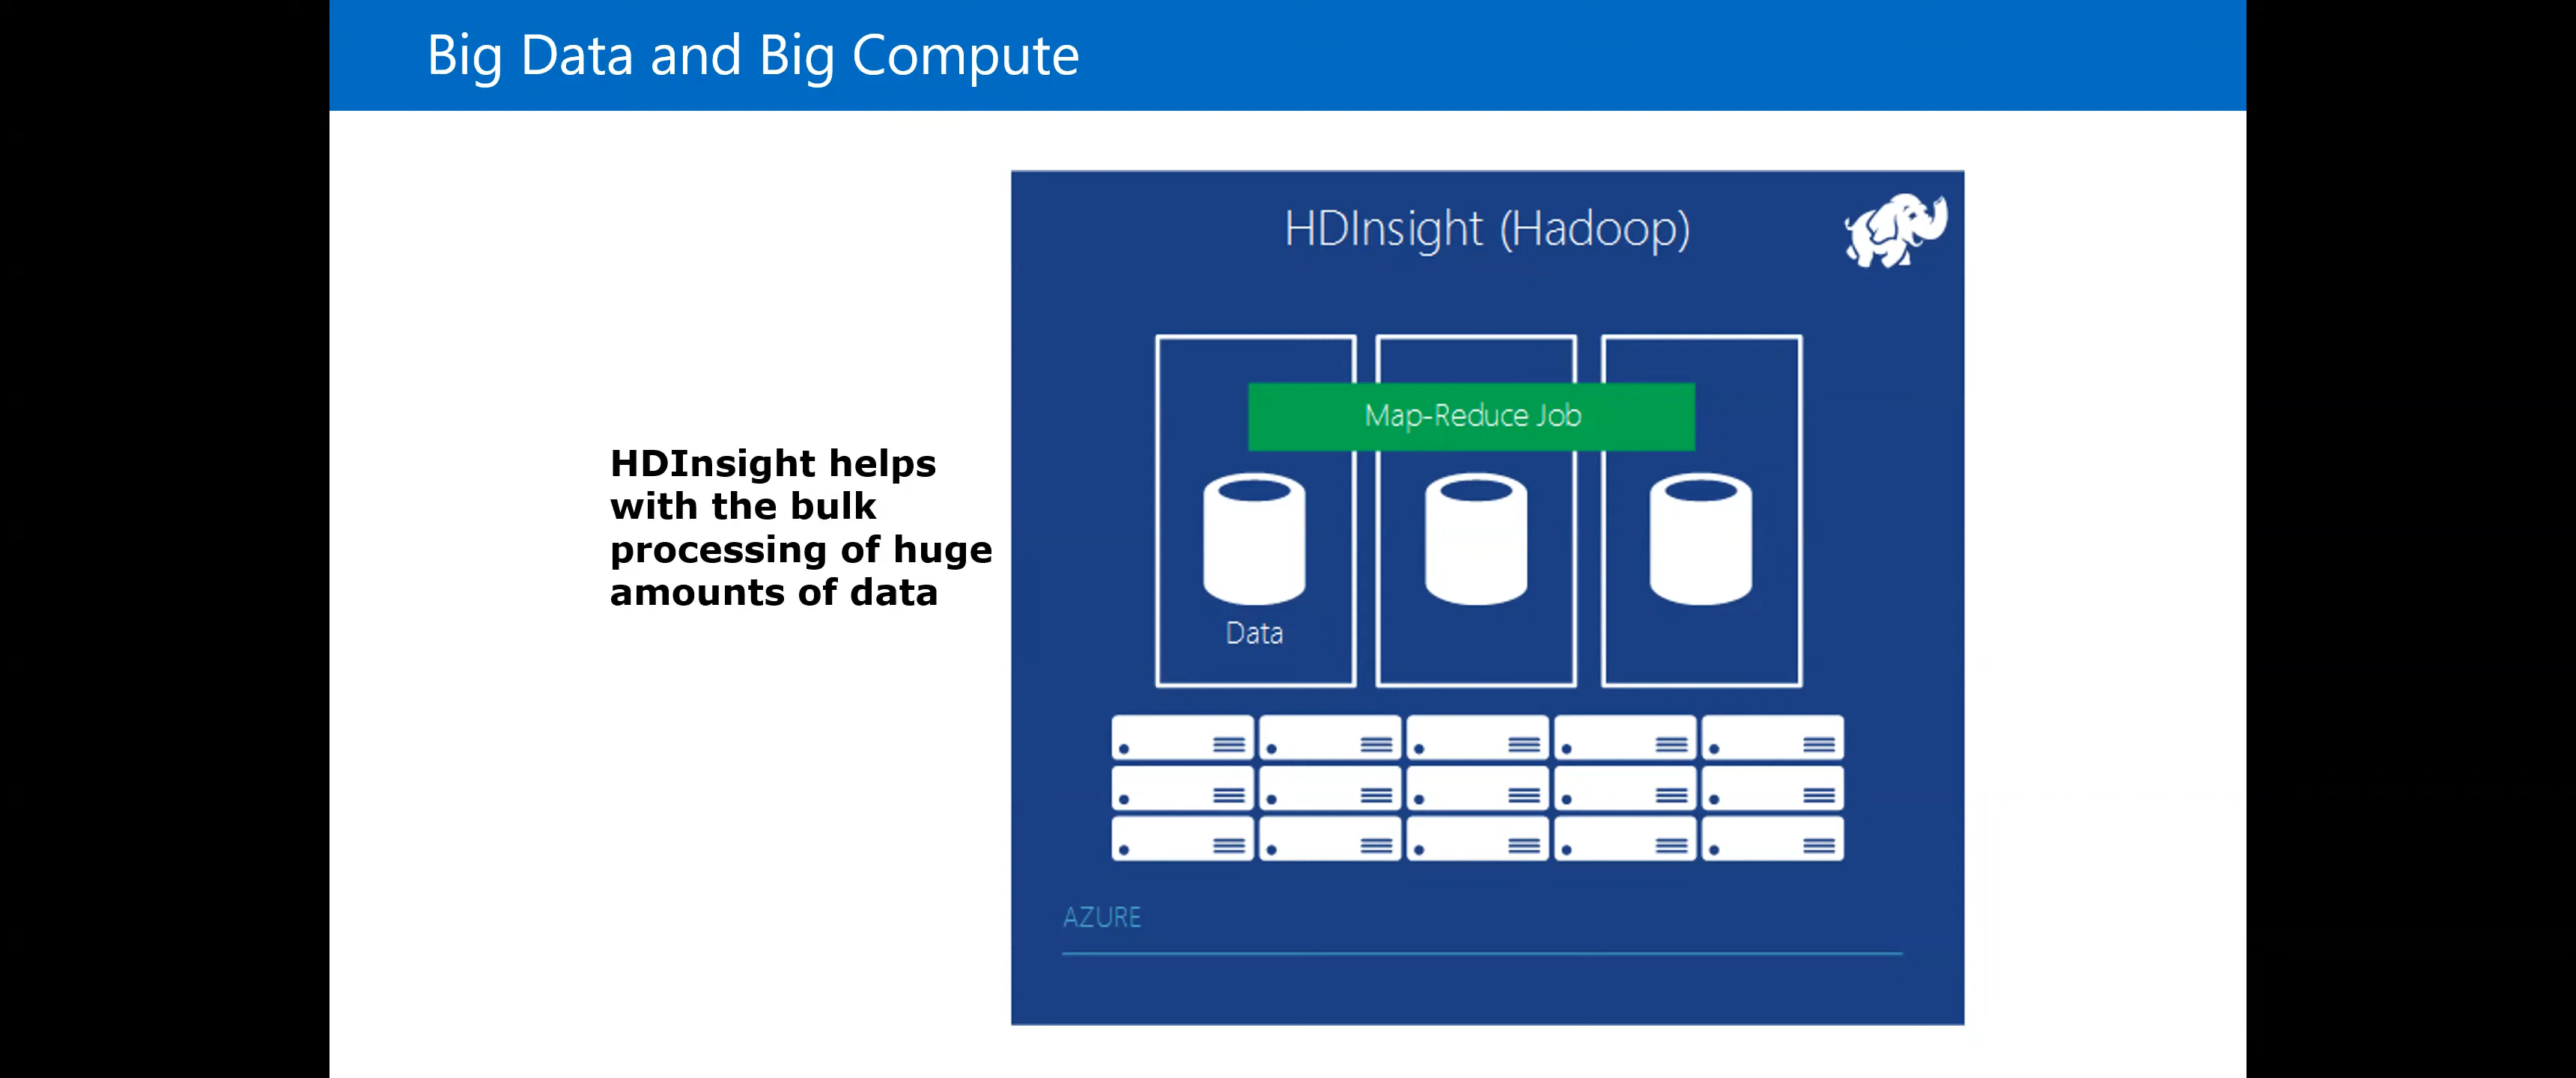 Big Data and Big Compute
HDInsight helps
with the bulk
processing of huge
amounts of data
HDInsight (Hadoop)
Map-Reduce Job
Data
AZURE